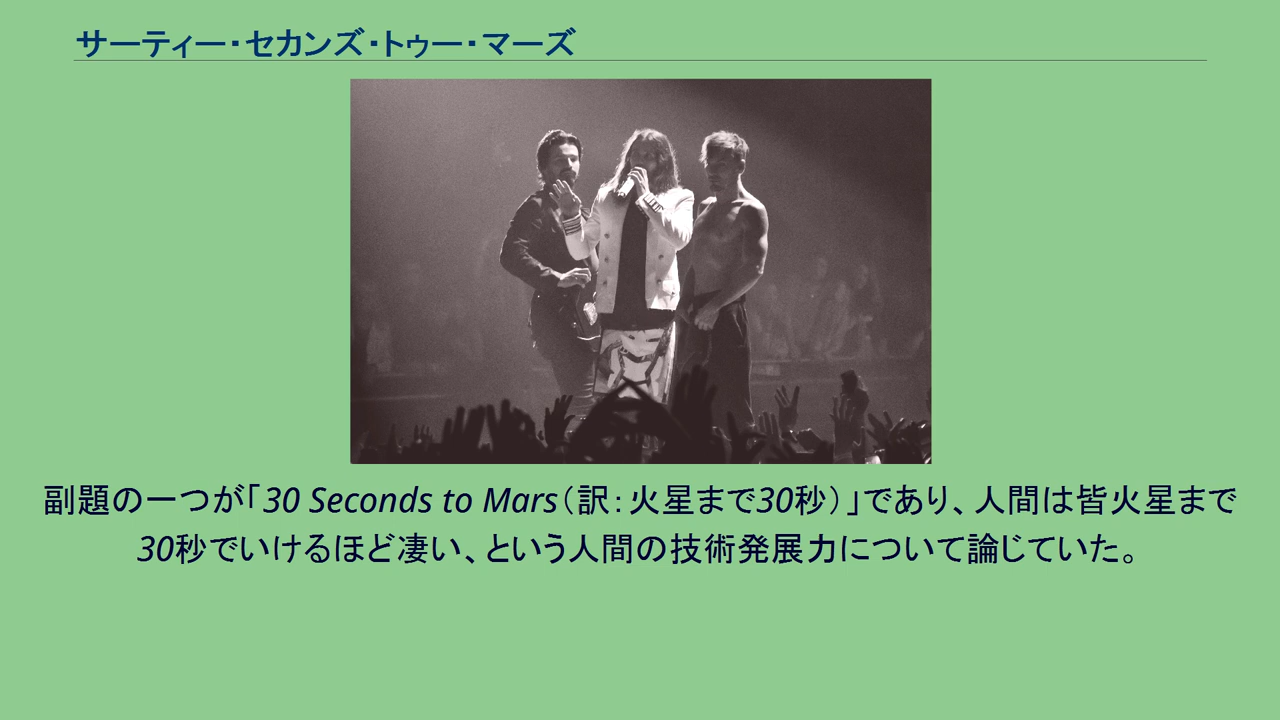 サーティー・セカンズ・トゥー・マーズ
副題の一つが「30 Seconds to Mars（訳：火星まで30秒）」であり、人間は皆火星まで
30秒でいけるほど凄い、という人間の技術発展力について論じていた。